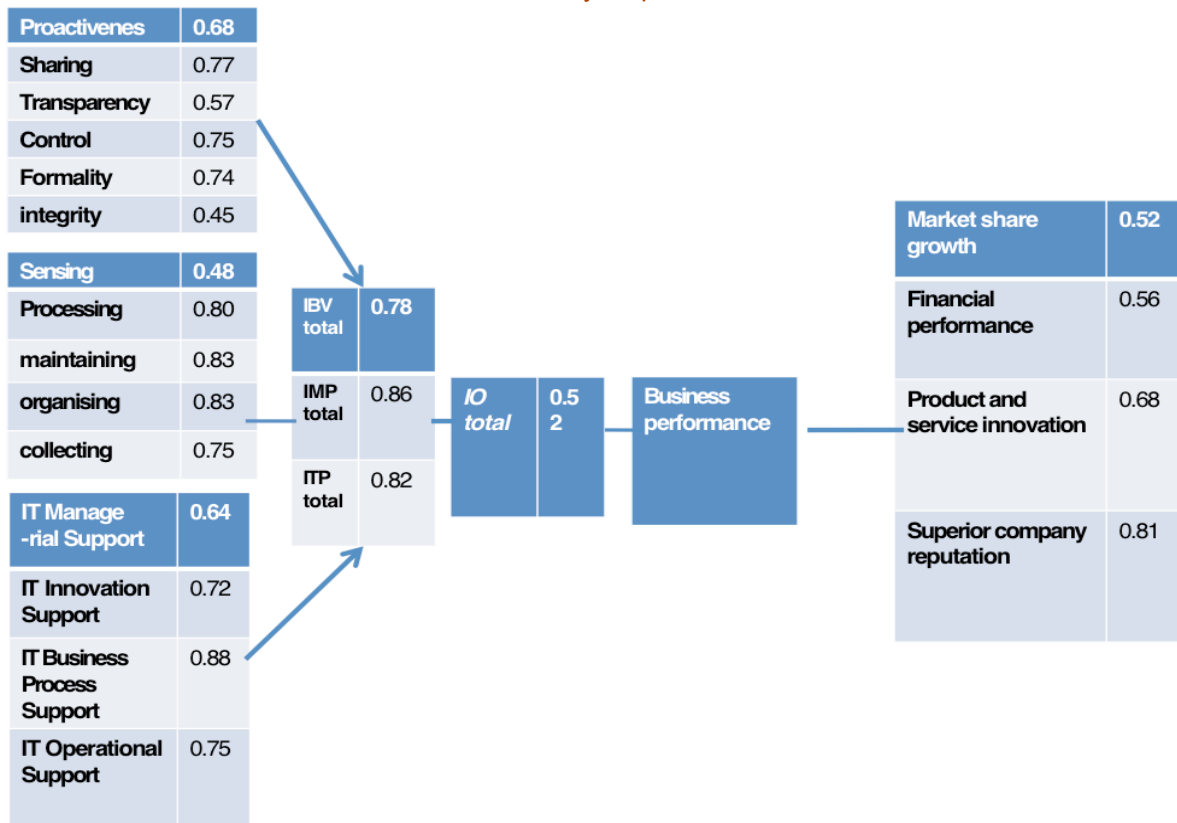 Proactivenes 0.68
Sharing 0.77
Transparency 0.57
Control 0.75
Formality 0.74
integrity 0.45
Sensing 0.48
Processing 0.80
maintaining 0.83
organising 0.83
collecting 0.75
IT Manage 0.64
-rial Support
IT Innovation 0.72
Support
IT Business 0.88
Process
Support
IT Operational 0.75
Support
IBV 0.78
total
IMP 0.86
total
ITP 0.82
total
IO 0.5
total 2
Business
performance
Market share 0.52
growth
Financial 0.56
performance
Product and 0.68
service innovation
Superior company 0.81
reputation